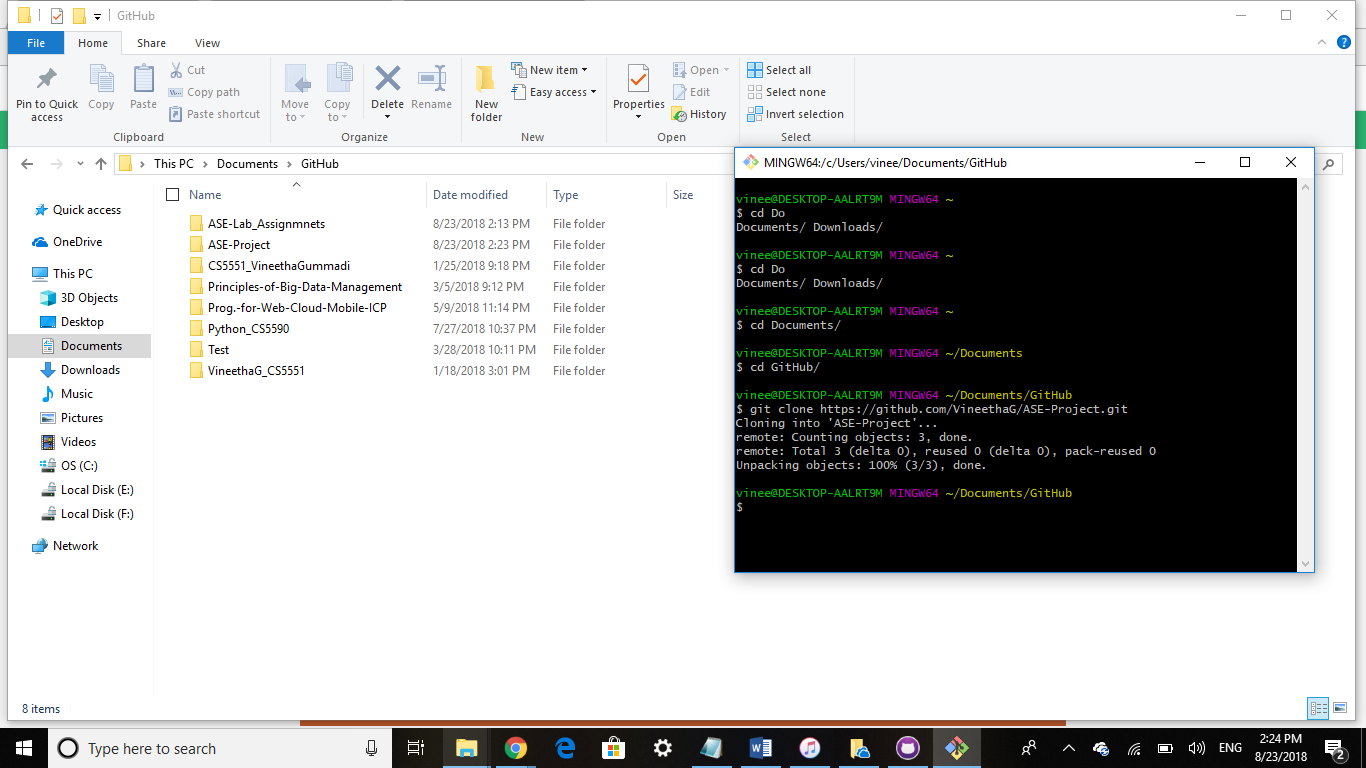 GitHub
File Home Share View
Pin to Quick access
Copy
Paste
Cut
Copy path
Paste shortcut
Clipboard
Move to
Copy to
Delete
Rename
Organize
New folder
New item
Easy access
New
Properties
Open
Edit
History
Open
Select all
Select none
Invert selection
Select
This PC > Documents > GitHub
Name Date modified Type Size
Quick access
OneDrive
This PC
3D Objects
Desktop
Documents
Downloads
Music
Pictures
Videos
OS (C:)
Local Disk (E:)
Local Disk (F:)
Network
ASE-Lab_Assignmnets 8/23/2018 2:13 PM File folder
ASE-Project 8/23/2018 2:23 PM File folder
CS5551_VineethaGummadi 1/25/2018 9:18 PM File folder
Principles-of-Big-Data-Management 3/5/2018 9:12 PM File folder
Prog.-for-Web-Cloud-Mobile-ICP 5/9/2018 11:14 PM File folder
Python_CS5590 7/27/2018 10:37 PM File folder
Test 3/28/2018 10:11 PM File folder
VineethaG_CS5551 1/18/2018 3:01 PM File folder
MINGW64:/c/Users/vinee/Documents/GitHub
vinee@DESKTOP-AALRT9M MINGW64 ~
$ cd Do
Documents/ Downloads/
vinee@DESKTOP-AALRT9M MINGW64 ~
$ cd Do
Documents/ Downloads/
vinee@DESKTOP-AALRT9M MINGW64 ~
$ cd Documents/
vinee@DESKTOP-AALRT9M MINGW64 ~/Documents
$ cd GitHub/
vinee@DESKTOP-AALRT9M MINGW64 ~/Documents/GitHub
$ git clone https://github.com/VineethaG/ASE-Project.git
Cloning into 'ASE-Project'...
remote: Counting objects: 3, done.
remote: Total 3 (delta 0), reused 0 (delta 0), pack-reused 0
Unpacking objects: 100% (3/3), done.
vinee@DESKTOP-AALRT9M MINGW64 ~/Documents/GitHub
$
8 items
Type here to search
ENG
2:24 PM
8/23/2018
2